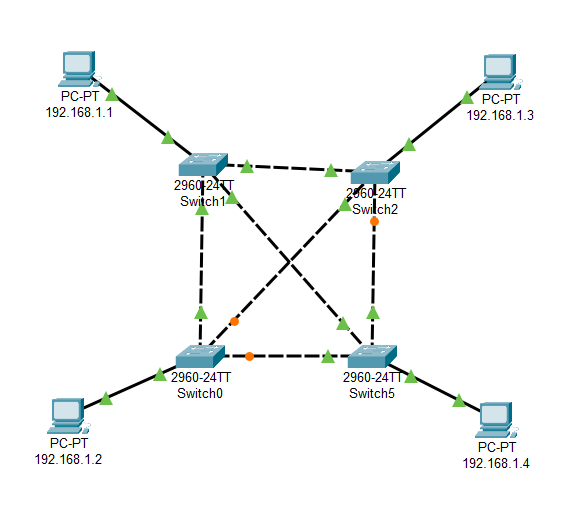 PC-PT
192.168.1.1
PC-PT
192.168.1.3
2960-24TT
Switch1
2960-24TT
Switch2
2960-24TT
Switch0
2960-24TT
Switch5
PC-PT
192.168.1.2
PC-PT
192.168.1.4